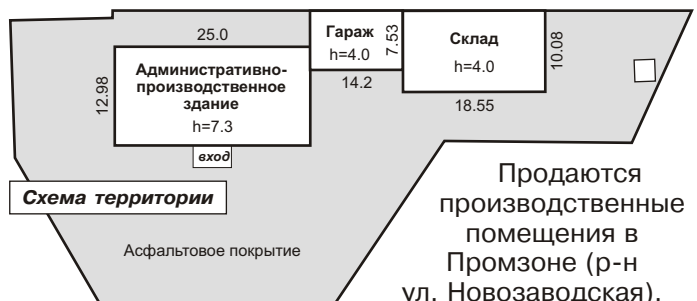 25.0
Гараж
h=4.0
7.53
Склад
h=4.0
10.08
12.98
Административно-
производственное
здание
h=7.3
14.2
18.55
вход
Схема территории
Асфальтовое покрытие
Продаются
производственные
помещения в
Промзоне (р-н
ул. Новозаводская).